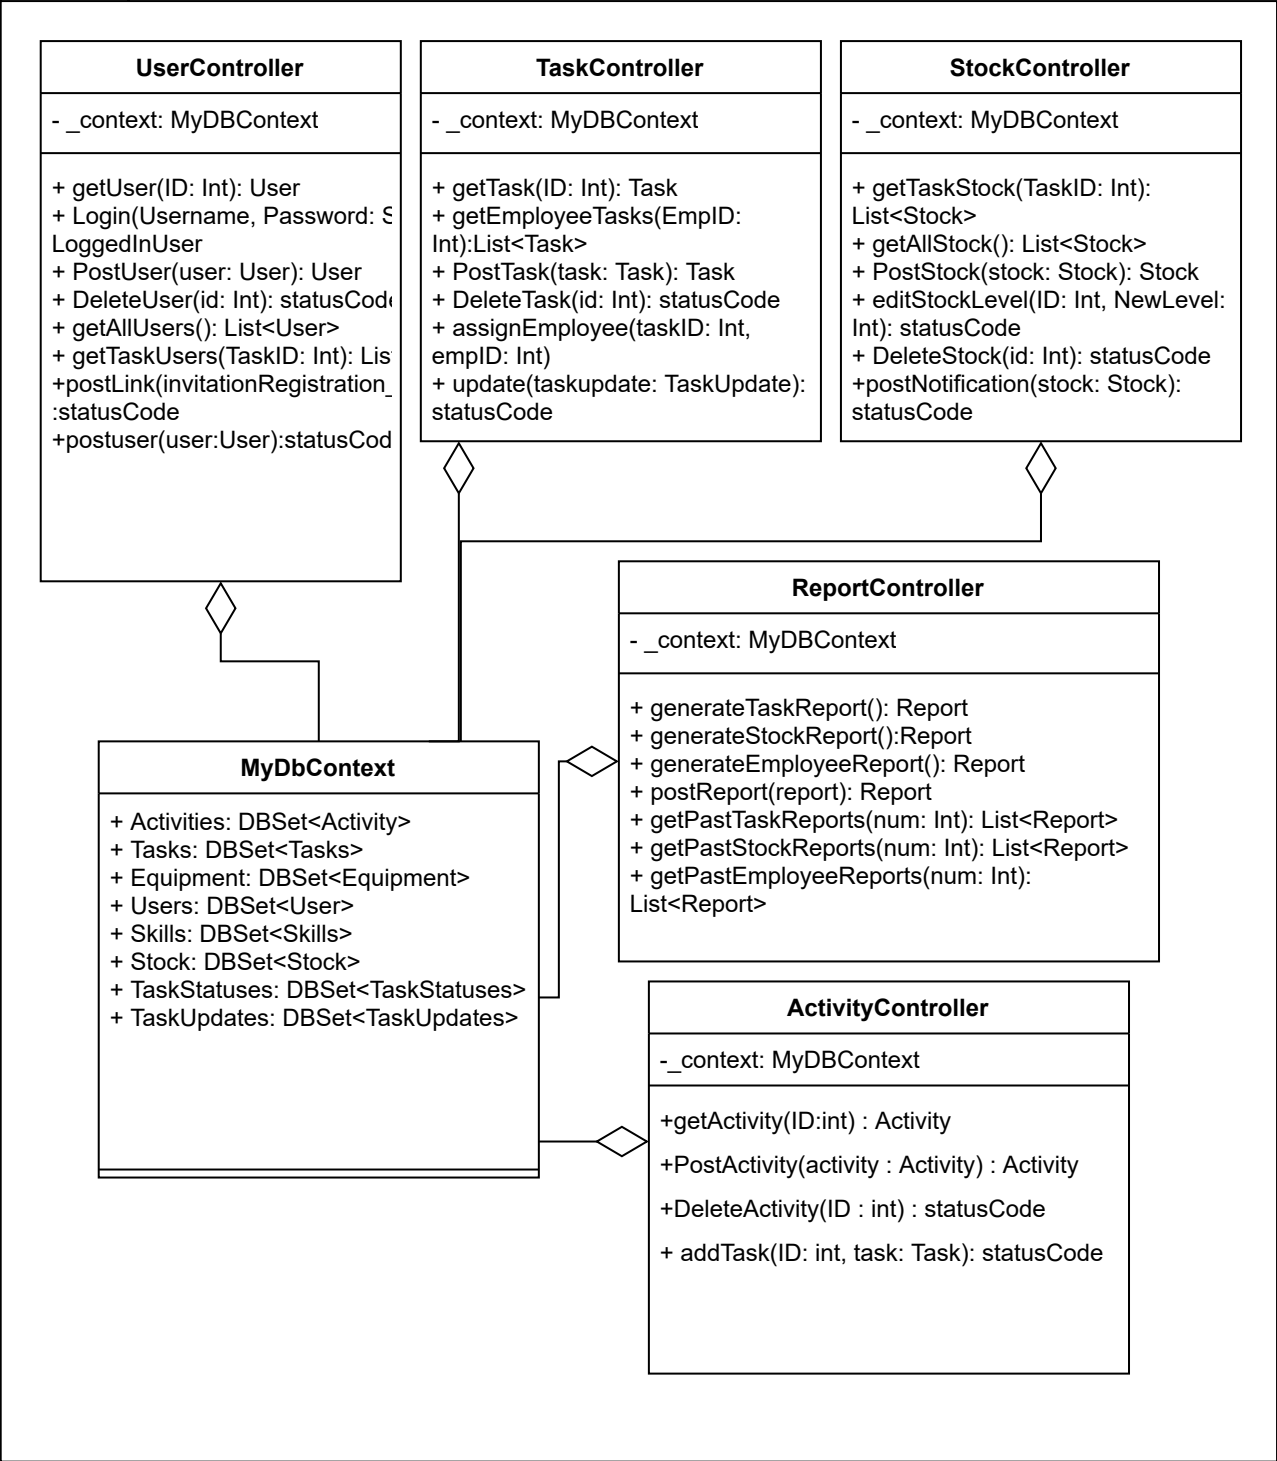 UserController
- _context: MyDBContext
+ getUser(ID: Int): User
+ Login(Username, Password:
LoggedInUser
+ PostUser(user: User): User
+ DeleteUser(id: Int): statusCode
+ getAllUsers(): List<User>
+ getTaskUsers(TaskID: Int): Lis
+postLink(invitationRegistration_
:statusCode
+postuser(user:User):statusCod
TaskController
- _context: MyDBContext
+ getTask(ID: Int): Task
+ getEmployeeTasks(EmpID:
Int):List<Task>
+ PostTask(task: Task): Task
+ DeleteTask(id: Int): statusCode
+ assignEmployee(taskID: Int,
empID: Int)
+ update(taskupdate: TaskUpdate):
statusCode
StockController
- _context: MyDBContext
+ getTaskStock(TaskID: Int):
List<Stock>
+ getAllStock(): List<Stock>
+ PostStock(stock: Stock): Stock
+ editStockLevel(ID: Int, NewLevel:
Int): statusCode
+ DeleteStock(id: Int): statusCode
+postNotification(stock: Stock):
statusCode
ReportController
- _context: MyDBContext
+ generateTaskReport(): Report
+ generateStockReport():Report
+ generateEmployeeReport(): Report
+ postReport(report): Report
+ getPastTaskReports(num: Int): List<Report>
+ getPastStockReports(num: Int): List<Report>
+ getPastEmployeeReports(num: Int):
List<Report>
MyDbContext
+ Activities: DBSet<Activity>
+ Tasks: DBSet<Tasks>
+ Equipment: DBSet<Equipment>
+ Users: DBSet<User>
+ Skills: DBSet<Skills>
+ Stock: DBSet<Stock>
+ TaskStatuses: DBSet<TaskStatuses>
+ TaskUpdates: DBSet<TaskUpdates>
ActivityController
-_context: MyDBContext
+getActivity(ID:int) : Activity
+PostActivity(activity : Activity) : Activity
+DeleteActivity(ID : int) : statusCode
+ addTask(ID: int, task: Task): statusCode